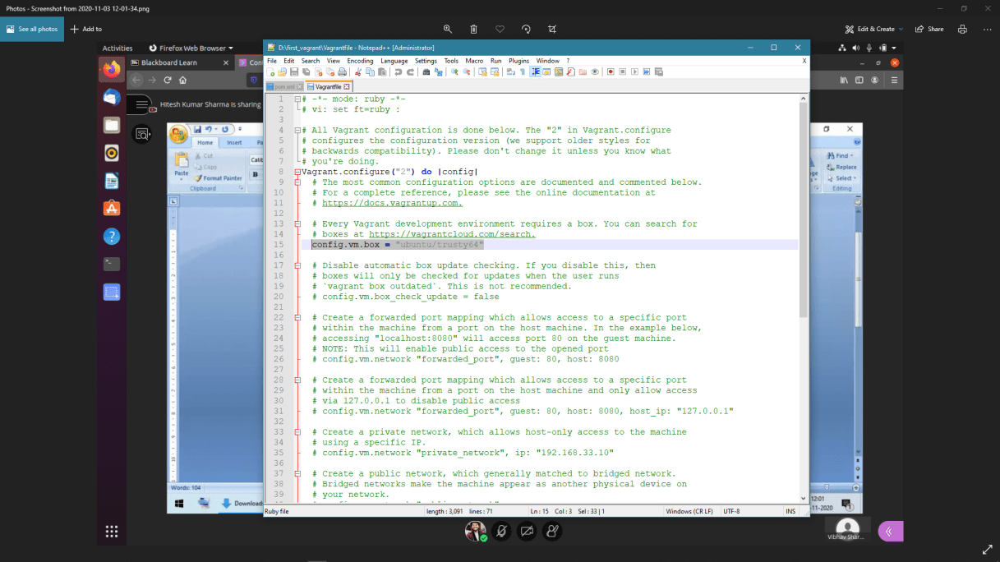 Photos - Screenshot from 2020-11-03 12-01-34.png
See all photos
Add to
Edit & Create
Share
Activities
Firefox Web Browser
Blackboard Learn
Hitesh Kumar Sharma is sharing
Home Insert
Paste
Cut
Copy
Format Painter
Clipboard
Calib
B
Find
Replace
Select
Editing
Words: 104
D:\first_vagrant\Vagrantfile - Notepad++ [Administrator]
File Edit Search View Encoding Language Settings Tools Macro Run Plugins Window ? X
pom.xml Vagrantfile
1 # -*- mode: ruby -*-
2 # vi: set ft=ruby :
3
4 # All Vagrant configuration is done below. The "2" in Vagrant.configure
5 # configures the configuration version (we support older styles for
6 # backwards compatibility). Please don't change it unless you know what
7 # you're doing.
8 Vagrant.configure("2") do |config|
9 # The most common configuration options are documented and commented below.
10 # For a complete reference, please see the online documentation at
11 # https://docs.vagrantup.com.
12
13 # Every Vagrant development environment requires a box. You can search for
14 # boxes at https://vagrantcloud.com/search.
15 config.vm.box = "ubuntu/trusty64"
16
17 # Disable automatic box update checking. If you disable this, then
18 # boxes will only be checked for updates when the user runs
19 # `vagrant box outdated`. This is not recommended.
20 # config.vm.box_check_update = false
21
22 # Create a forwarded port mapping which allows access to a specific port
23 # within the machine from a port on the host machine. In the example below,
24 # accessing "localhost:8080" will access port 80 on the guest machine.
25 # NOTE: This will enable public access to the opened port
26 # config.vm.network "forwarded_port", guest: 80, host: 8080
27
28 # Create a forwarded port mapping which allows access to a specific port
29 # within the machine from a port on the host machine and only allow access
30 # via 127.0.0.1 to disable public access
31 # config.vm.network "forwarded_port", guest: 80, host: 8080, host_ip: "127.0.0.1"
32
33 # Create a private network, which allows host-only access to the machine
34 # using a specific IP.
35 # config.vm.network "private_network", ip: "192.168.33.10"
36
37 # Create a public network, which generally matched to bridged network.
38 # Bridged networks make the machine appear as another physical device on
39 # your network.
Ruby file length : 3,091 lines : 71 Ln : 15 Col : 3 Sel : 33 | 1 Windows (CR LF) UTF-8 INS
Download
12:01
-11-2020
Vibhav Shar...